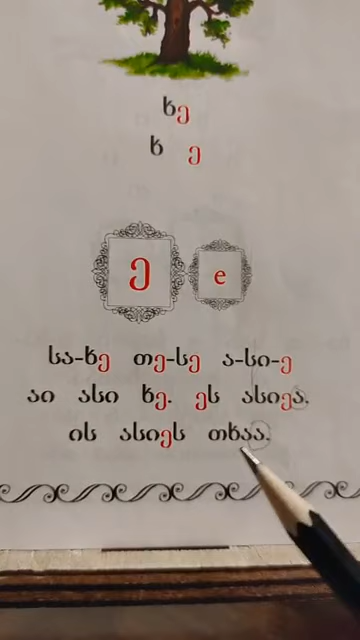 ხე
ხ ე
ე e
სა-ხე თე-სე ა-სი-ე
აი ასი ხე. ეს ასიეა.
ის ასიეს თხაა.